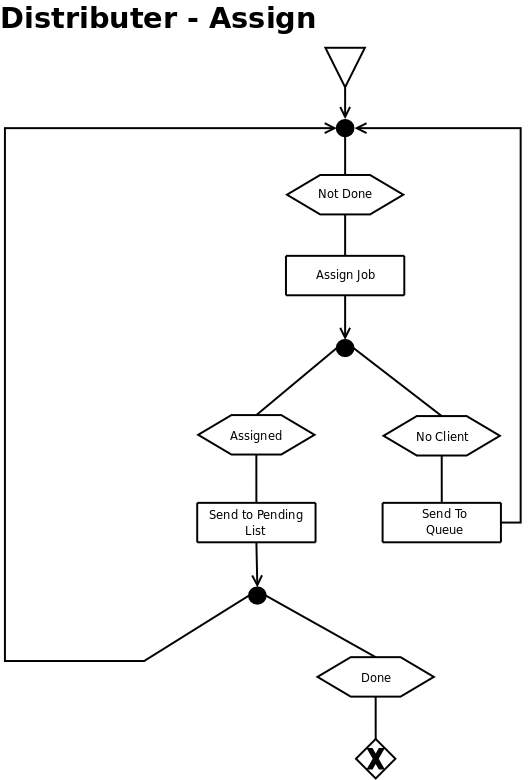 Distributer - Assign
Not Done
Assign Job
Assigned
No Client
Send to Pending
List
Send To
Queue
Done
X